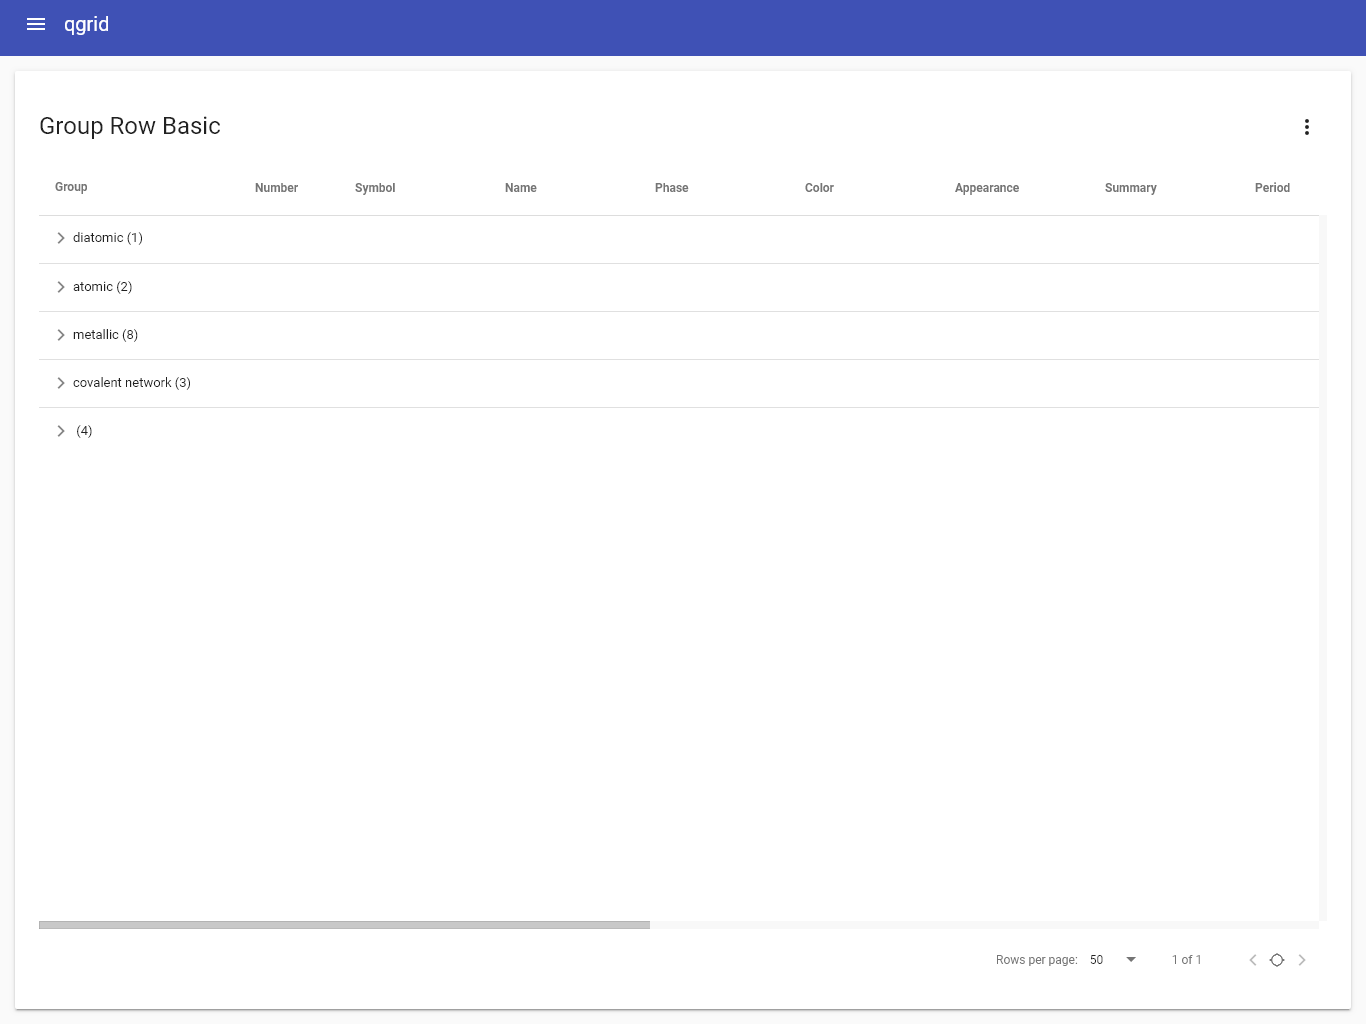 qgrid
Group Row Basic
Group Number Symbol Name Phase Color Appearance Summary Period
diatomic (1)
atomic (2)
metallic (8)
covalent network (3)
(4)
Rows per page: 50 1 of 1